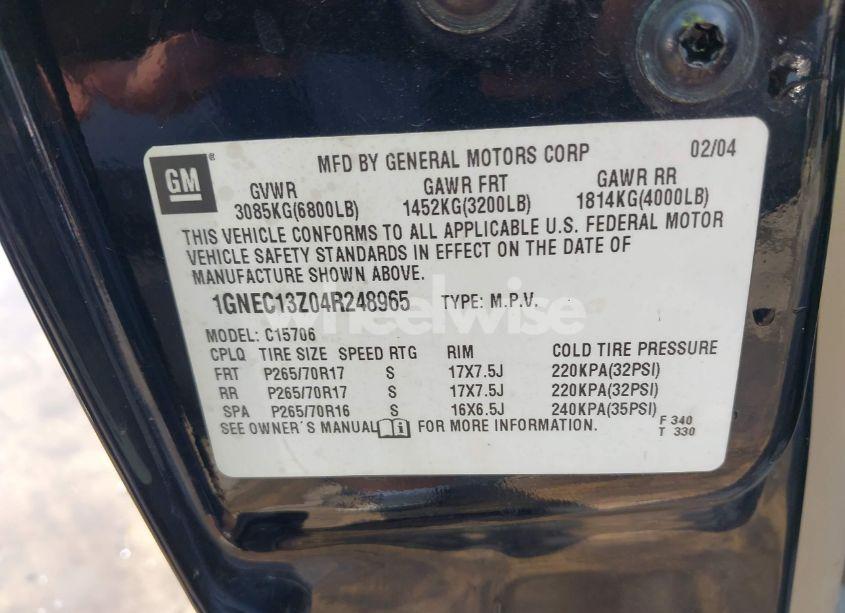 GM ®
MFD BY GENERAL MOTORS CORP 02/04
GVWR GAWR FRT GAWR RR
3085KG(6800LB) 1452KG(3200LB) 1814KG(4000LB)
THIS VEHICLE CONFORMS TO ALL APPLICABLE U.S. FEDERAL MOTOR
VEHICLE SAFETY STANDARDS IN EFFECT ON THE DATE OF
MANUFACTURE SHOWN ABOVE.
1GNEC13Z04R248965 TYPE: M.P.V.
wheelwise
MODEL: C15706
CPLQ TIRE SIZE SPEED RTG RIM COLD TIRE PRESSURE
FRT P265/70R17 S 17X7.5J 220KPA(32PSI)
RR P265/70R17 S 17X7.5J 220KPA(32PSI)
SPA P265/70R16 S 16X6.5J 240KPA(35PSI)
SEE OWNER'S MANUAL FOR MORE INFORMATION. F 340
T 330